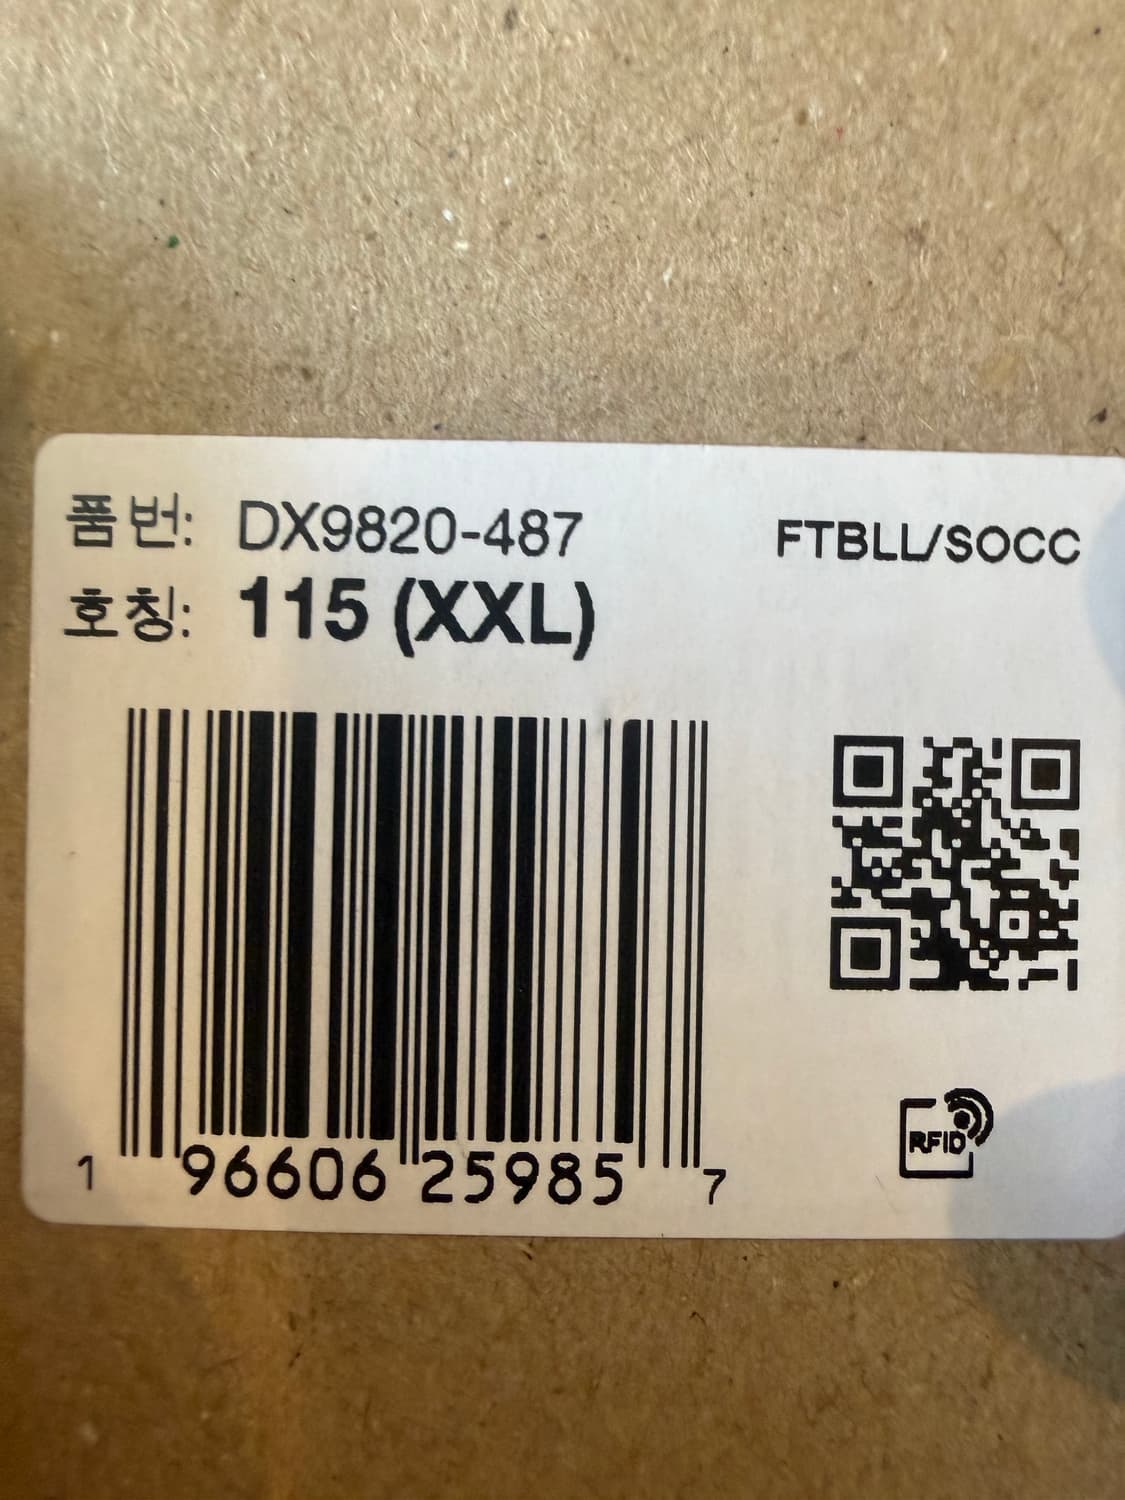 품번: DX9820-487 FTBLL/SOCC
호칭: 115 (XXL)
1 96606 25985 7
RFID